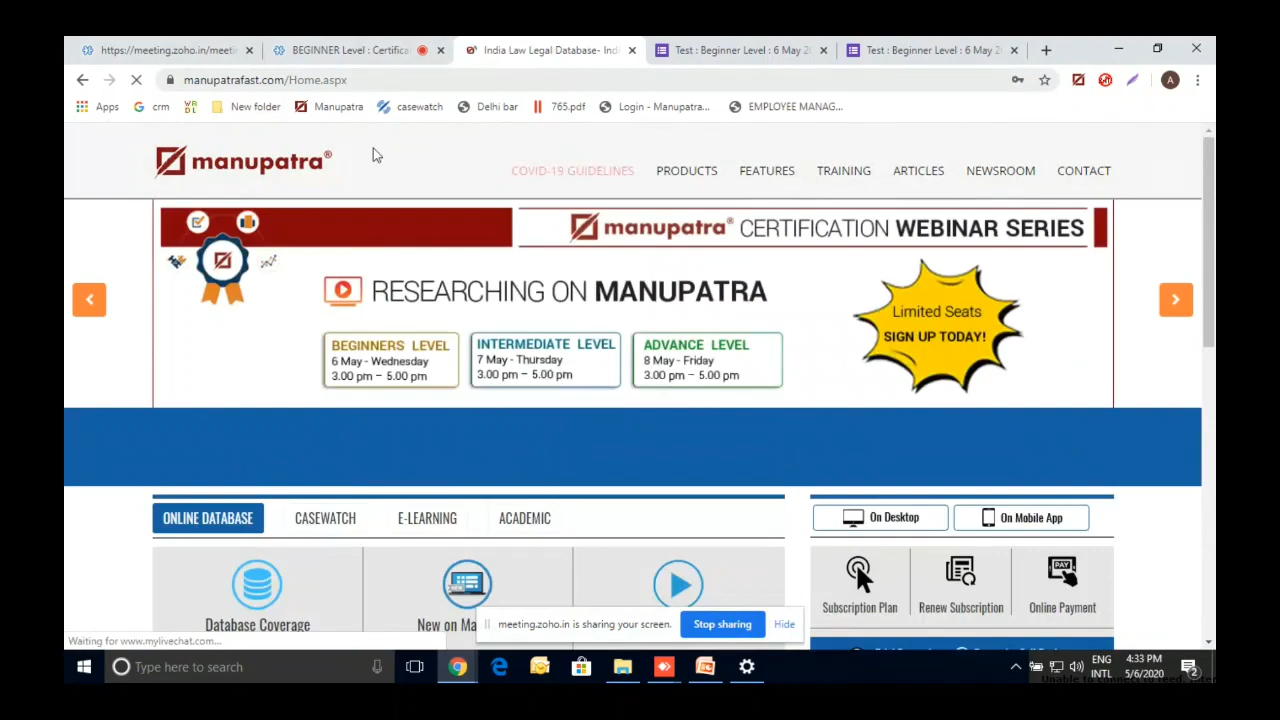 https://meeting.zoho.in/meeti
BEGINNER Level : Certifica
India Law Legal Database- Ind
Test : Beginner Level : 6 May 2
Test : Beginner Level : 6 May 2
manupatrafast.com/Home.aspx
A
Apps
crm
New folder
Manupatra
casewatch
Delhi bar
765.pdf
Login - Manupatra...
EMPLOYEE MANAG...
manupatra®
COVID-19 GUIDELINES
PRODUCTS
FEATURES
TRAINING
ARTICLES
NEWSROOM
CONTACT
manupatra® CERTIFICATION WEBINAR SERIES
RESEARCHING ON MANUPATRA
BEGINNERS LEVEL
6 May - Wednesday
3.00 pm – 5.00 pm
INTERMEDIATE LEVEL
7 May - Thursday
3.00 pm – 5.00 pm
ADVANCE LEVEL
8 May - Friday
3.00 pm – 5.00 pm
Limited Seats
SIGN UP TODAY!
ONLINE DATABASE
CASEWATCH
E-LEARNING
ACADEMIC
On Desktop
On Mobile App
Database Coverage
New on Ma
PAY
Subscription Plan
Renew Subscription
Online Payment
meeting.zoho.in is sharing your screen.
Stop sharing
Hide
Waiting for www.mylivechat.com...
Type here to search
ENG
INTL
4:33 PM
5/6/2020
2